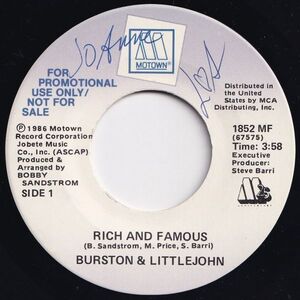 Jo Anne
MOTOWN®
FOR
PROMOTIONAL
USE ONLY/
NOT FOR
SALE
Distributed in
the United
States by MCA
Distributing, Inc.
℗ 1986 Motown
Record Corporation
Jobete Music
Co., Inc. (ASCAP)
Produced &
Arranged by
BOBBY
SANDSTROM
SIDE 1
1852 MF
(67575)
Time: 3:58
Executive
Producer:
Steve Barri
RICH AND FAMOUS
(B. Sandstrom, M. Price, S. Barri)
BURSTON & LITTLEJOHN